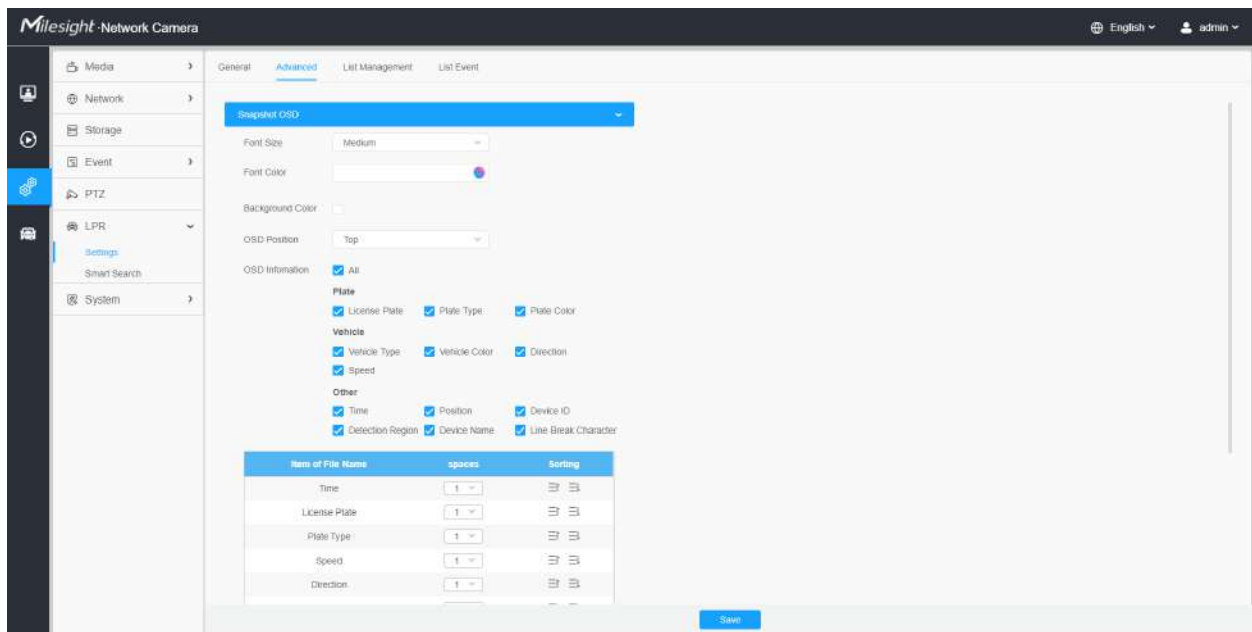 Milesight · Network Camera
English
admin
Media
Network
Storage
Event
PTZ
LPR
Settings
Smart Search
System
General Advanced List Management List Event
Snapshot OSD
Font Size Medium
Font Color
Background Color
OSD Position Top
OSD Infomation All
Plate
License Plate Plate Type Plate Color
Vehicle
Vehicle Type Vehicle Color Direction
Speed
Other
Time Position Device ID
Detection Region Device Name Line Break Character
Item of File Name spaces Sorting
Time 1
License Plate 1
Plate Type 1
Speed 1
Direction 1
Save